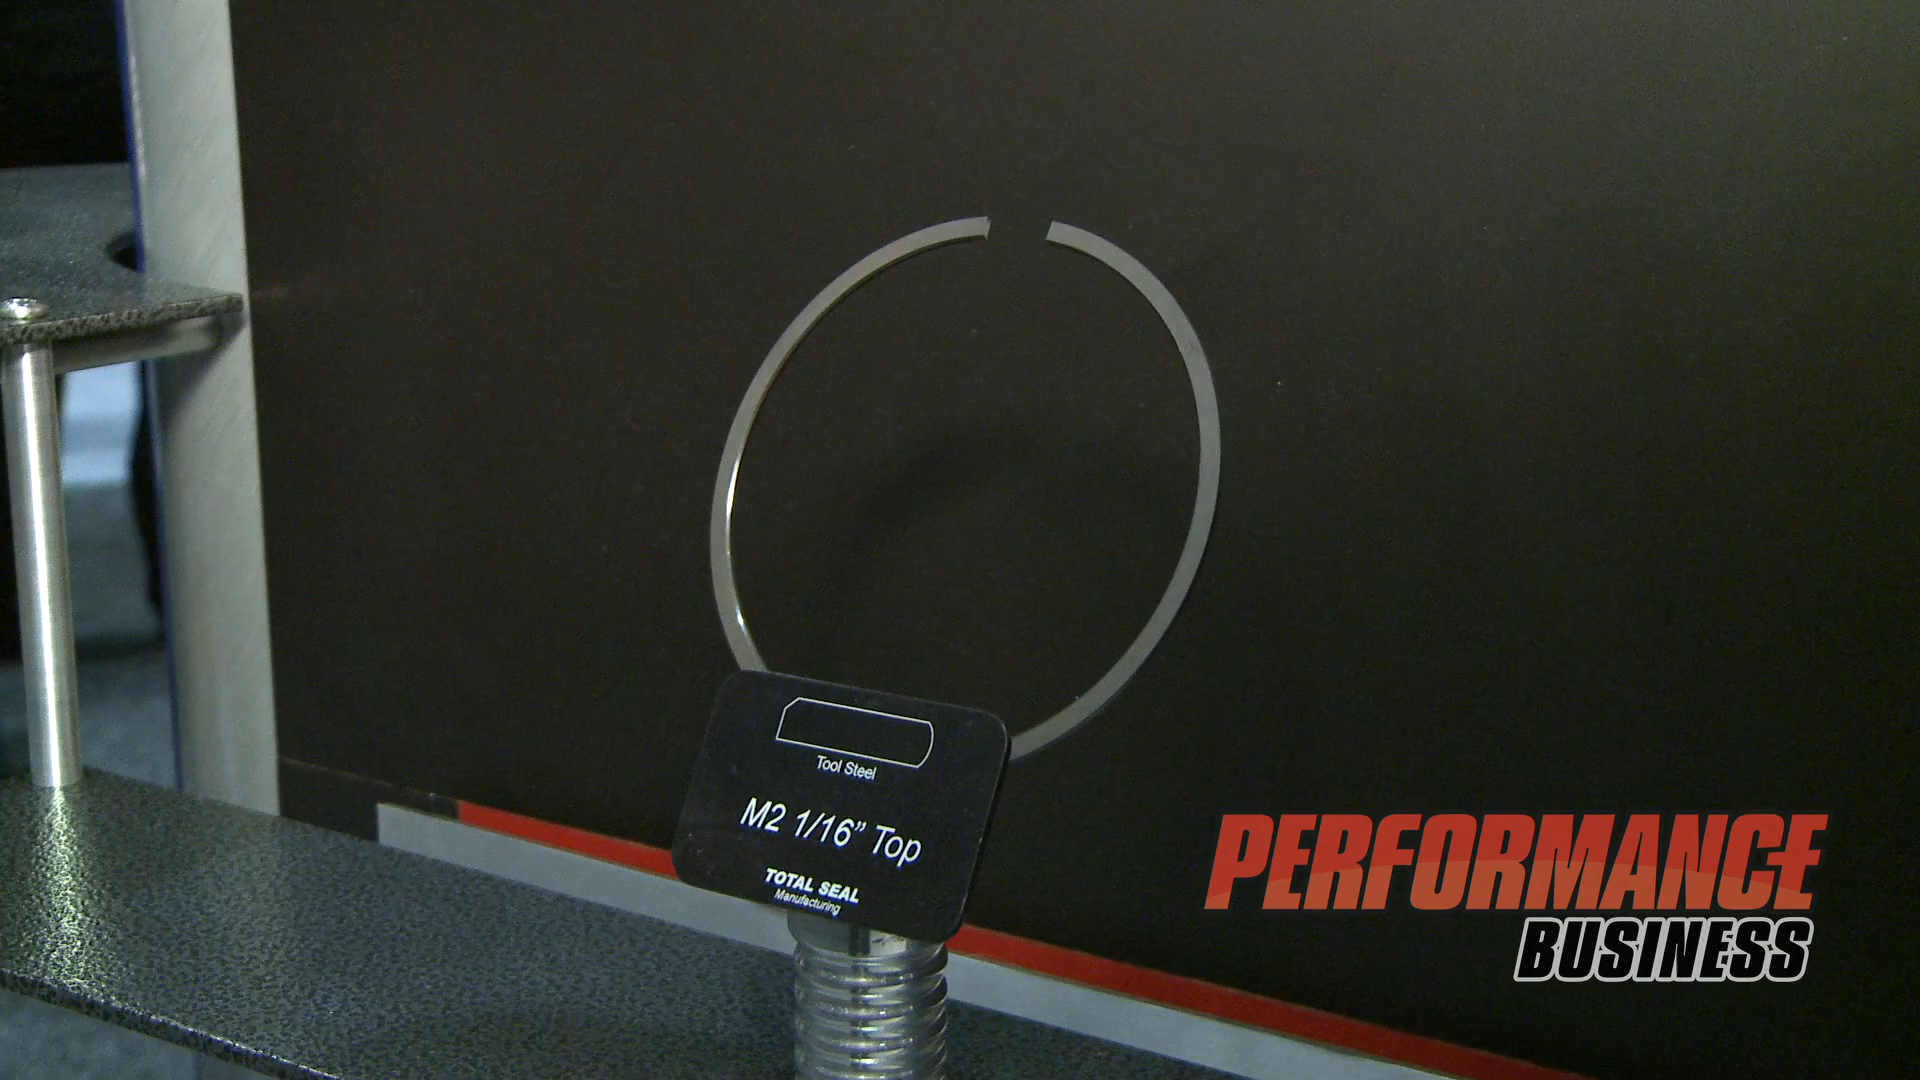 Tool Steel
M2 1/16” Top
TOTAL SEAL
Manufacturing
PERFORMANCE
BUSINESS